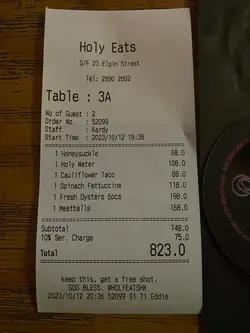 Holy Eats
G/F 23 Elgin Street
Tel: 2890 2892
Table : 3A
No of Guest : 2
Order No. : 52099
Staff : Kardy
Start Time : 2023/10/12 19:38
1 Honeysuckle 68.0
1 Holy Water 108.0
1 Cauliflower Taco 88.0
1 Spinach Fettuccine 118.0
1 Fresh Oysters 6pcs 198.0
1 Meatballs 168.0
Subtotal 748.0
10% Ser. Charge 75.0
Total 823.0
keep this, get a free shot.
GOD BLESS. @HOLYEATSHK
2023/10/12 20:36 52099 S1 T1 Eddie